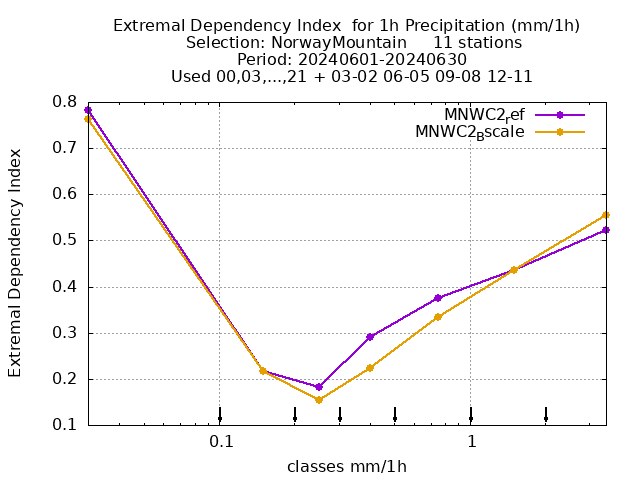 Extremal Dependency Index  for 1h Precipitation (mm/1h)
Selection: NorwayMountain     11 stations
Period: 20240601-20240630
Used 00,03,...,21 + 03-02 06-05 09-08 12-11
MNWC2ref
MNWC2Bscale
Extremal Dependency Index
0.8
0.7
0.6
0.5
0.4
0.3
0.2
0.1
0.1
1
classes mm/1h